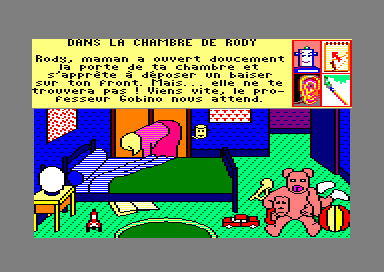 DANS LA CHAMBRE DE RODY
Rody, maman a ouvert doucement
la porte de ta chambre et
s'apprête à déposer un baiser
sur ton front. Mais... elle ne te
trouvera pas ! Viens vite, le pro-
fesseur Gobino nous attend.